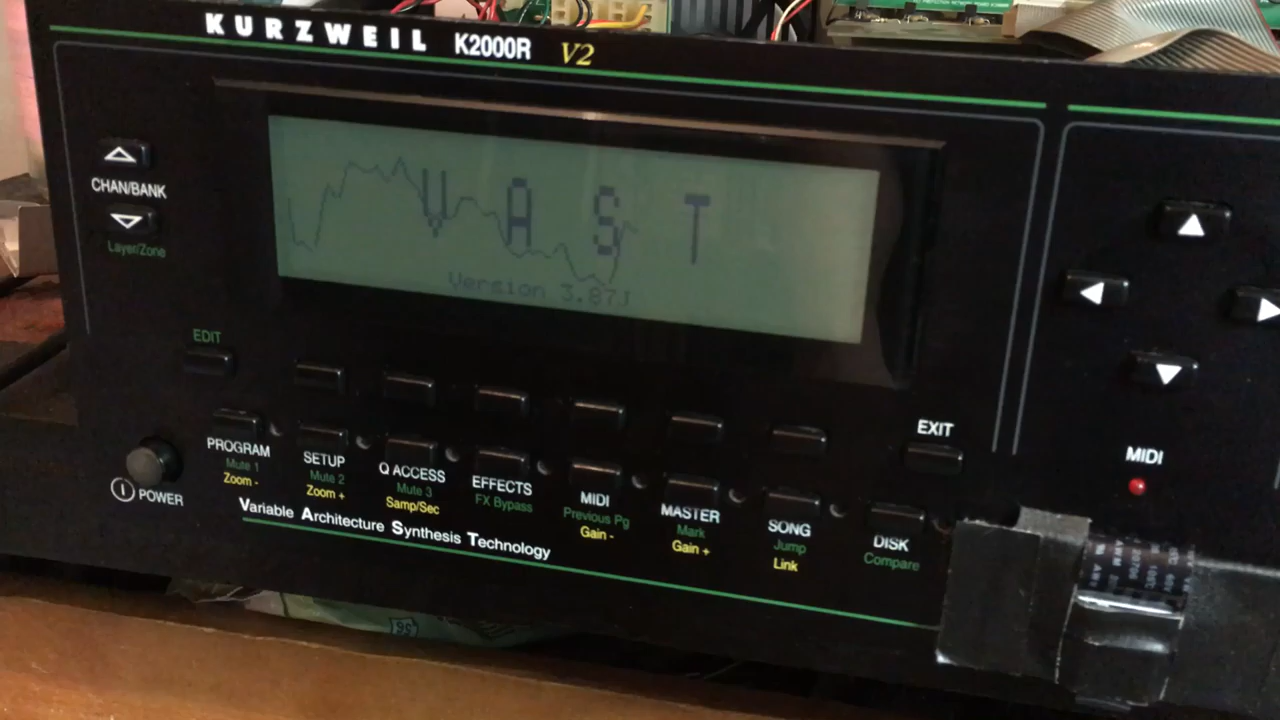 KURZWEIL K2000R V2
CHAN/BANK
Layer/Zone
V A S T
Version 3.87J
EDIT
EXIT
MIDI
POWER
PROGRAM
Mute 1
Zoom -
SETUP
Mute 2
Zoom +
Q ACCESS
Mute 3
Samp/Sec
EFFECTS
FX Bypass
MIDI
Previous Pg
Gain -
MASTER
Mark
Gain +
SONG
Jump
Link
DISK
Compare
Variable Architecture Synthesis Technology